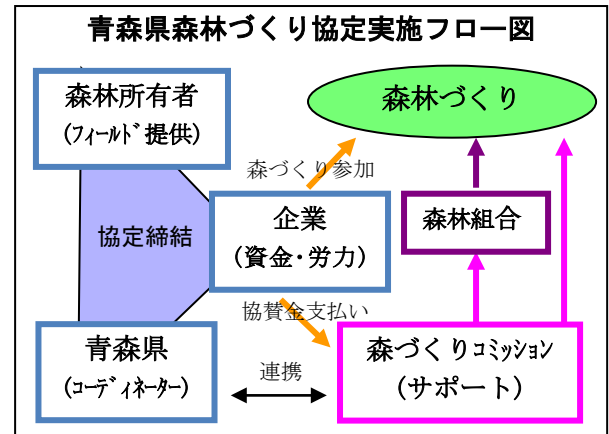 青森県森林づくり協定実施フロー図
森林所有者
(ﾌｨｰﾙﾄﾞ提供)
森林づくり
森づくり参加
協定締結
企業
(資金・労力)
森林組合
協賛金支払い
青森県
(ｺｰﾃﾞｨﾈｰﾀｰ)
連携
森づくりｺﾐｯｼｮﾝ
(サポート)